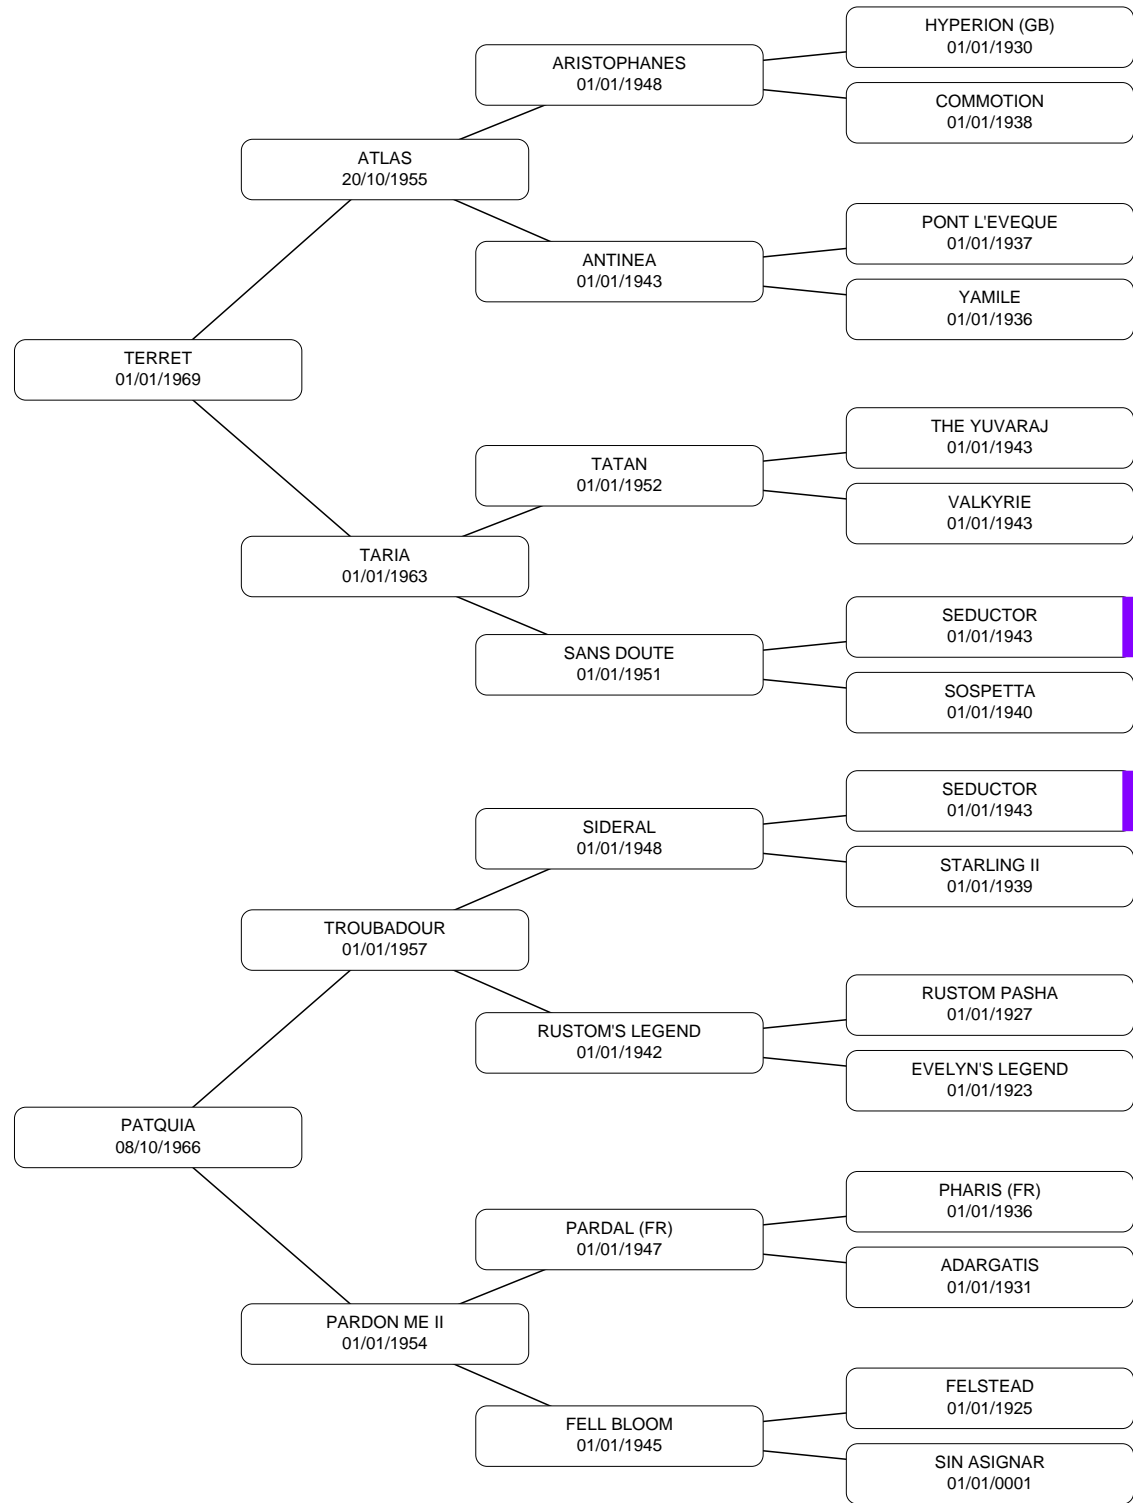 HYPERION (GB)
01/01/1930
ARISTOPHANES
01/01/1948
COMMOTION
01/01/1938
ATLAS
20/10/1955
PONT L'EVEQUE
01/01/1937
ANTINEA
01/01/1943
YAMILE
01/01/1936
TERRET
01/01/1969
THE YUVARAJ
01/01/1943
TATAN
01/01/1952
VALKYRIE
01/01/1943
TARIA
01/01/1963
SEDUCTOR
01/01/1943
SANS DOUTE
01/01/1951
SOSPETTA
01/01/1940
SEDUCTOR
01/01/1943
SIDERAL
01/01/1948
STARLING II
01/01/1939
TROUBADOUR
01/01/1957
RUSTOM PASHA
01/01/1927
RUSTOM'S LEGEND
01/01/1942
EVELYN'S LEGEND
01/01/1923
PATQUIA
08/10/1966
PHARIS (FR)
01/01/1936
PARDAL (FR)
01/01/1947
ADARGATIS
01/01/1931
PARDON ME II
01/01/1954
FELSTEAD
01/01/1925
FELL BLOOM
01/01/1945
SIN ASIGNAR
01/01/0001